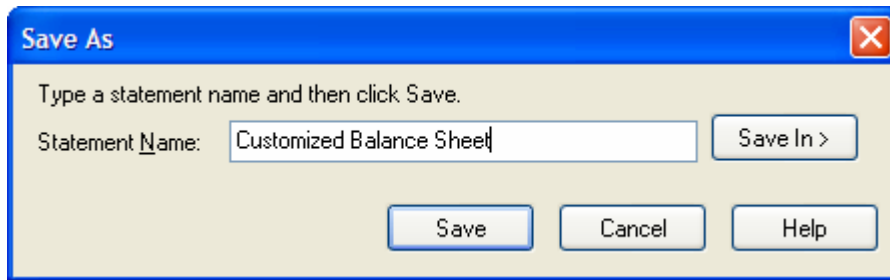 Save As
Type a statement name and then click Save.
Statement Name: Customized Balance Sheet Save In >
Save Cancel Help